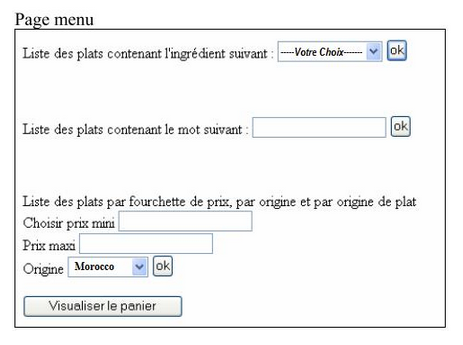 Page menu
Liste des plats contenant l'ingrédient suivant : -----Votre Choix------- ok
Liste des plats contenant le mot suivant : ok
Liste des plats par fourchette de prix, par origine et par origine de plat
Choisir prix mini
Prix maxi
Origine Morocco ok
Visualiser le panier